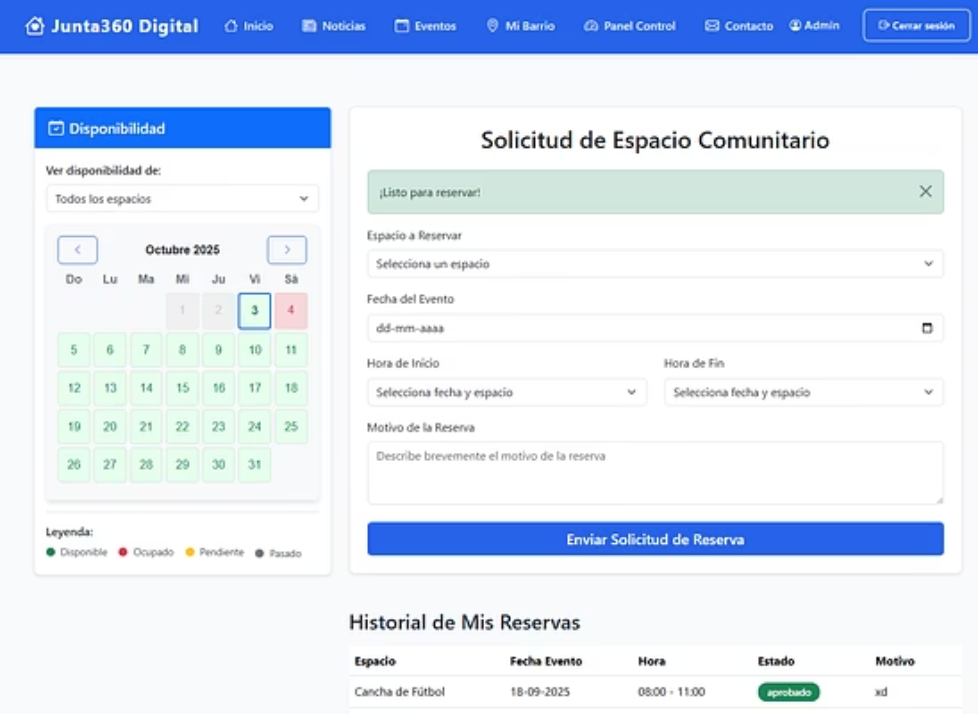 Junta360 Digital Inicio Noticias Eventos Mi Barrio Panel Control Contacto Admin Cerrar sesión
Disponibilidad
Ver disponibilidad de:
Todos los espacios
Octubre 2025
Do Lu Ma Mi Ju Vi Sá
1 2 3 4
5 6 7 8 9 10 11
12 13 14 15 16 17 18
19 20 21 22 23 24 25
26 27 28 29 30 31
Leyenda:
Disponible Ocupado Pendiente Pasado
Solicitud de Espacio Comunitario
¡Listo para reservar!
Espacio a Reservar
Selecciona un espacio
Fecha del Evento
dd-mm-aaaa
Hora de Inicio Hora de Fin
Selecciona fecha y espacio Selecciona fecha y espacio
Motivo de la Reserva
Describe brevemente el motivo de la reserva
Enviar Solicitud de Reserva
Historial de Mis Reservas
Espacio Fecha Evento Hora Estado Motivo
Cancha de Fútbol 18-09-2025 08:00 - 11:00 aprobado xd